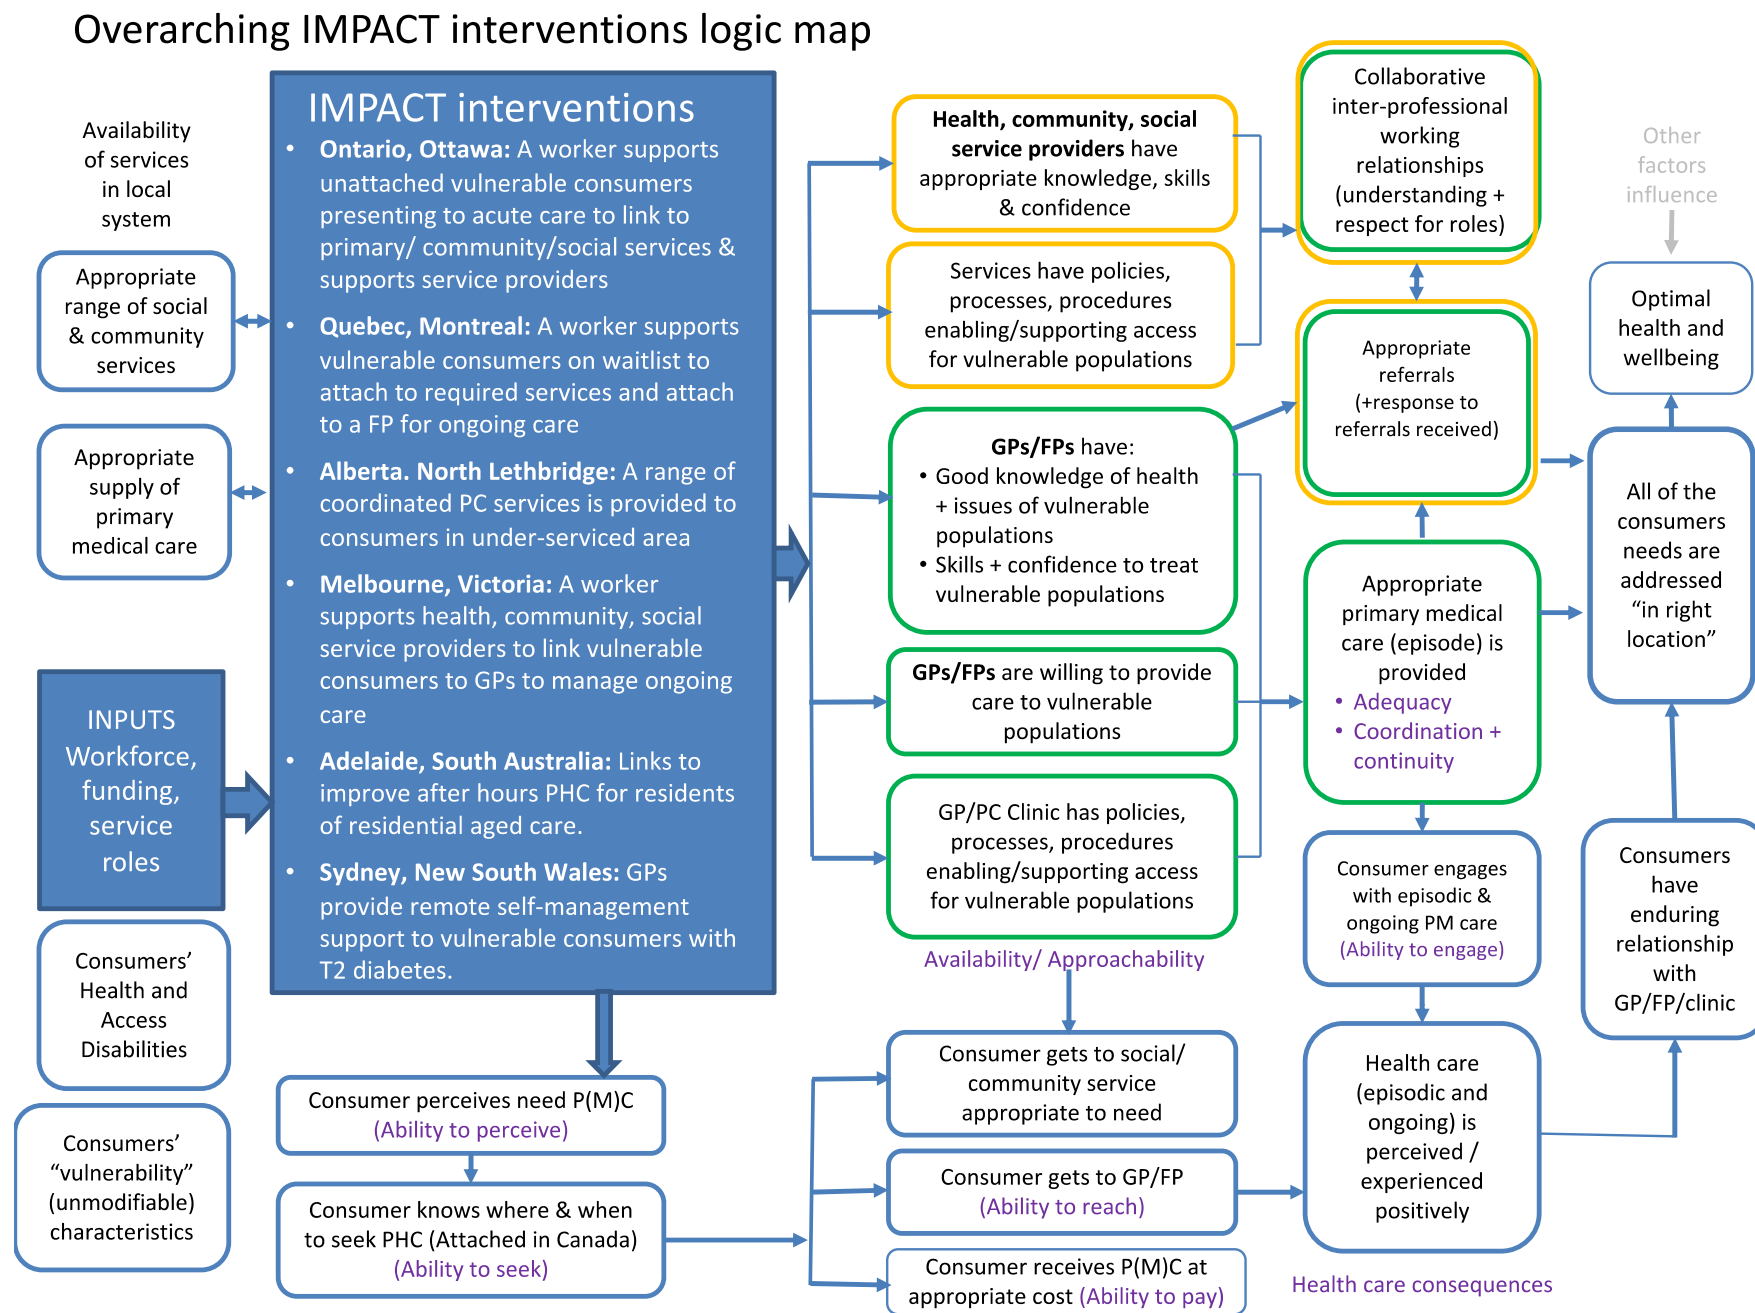 Overarching IMPACT interventions logic map
Availability
of services
in local
system
Appropriate
range of social
& community
services
Appropriate
supply of
primary
medical care
INPUTS
Workforce,
funding,
service
roles
Consumers’
Health and
Access
Disabilities
Consumers’
“vulnerability”
(unmodifiable)
characteristics
IMPACT interventions
• Ontario, Ottawa: A worker supports
unattached vulnerable consumers
presenting to acute care to link to
primary/ community/social services &
supports service providers
• Quebec, Montreal: A worker supports
vulnerable consumers on waitlist to
attach to required services and attach
to a FP for ongoing care
• Alberta. North Lethbridge: A range of
coordinated PC services is provided to
consumers in under-serviced area
• Melbourne, Victoria: A worker
supports health, community, social
service providers to link vulnerable
consumers to GPs to manage ongoing
care
• Adelaide, South Australia: Links to
improve after hours PHC for residents
of residential aged care.
• Sydney, New South Wales: GPs
provide remote self-management
support to vulnerable consumers with
T2 diabetes.
Consumer perceives need P(M)C
(Ability to perceive)
Consumer knows where & when
to seek PHC (Attached in Canada)
(Ability to seek)
Health, community, social
service providers have
appropriate knowledge, skills
& confidence
Services have policies,
processes, procedures
enabling/supporting access
for vulnerable populations
GPs/FPs have:
• Good knowledge of health
+ issues of vulnerable
populations
• Skills + confidence to treat
vulnerable populations
GPs/FPs are willing to provide
care to vulnerable
populations
GP/PC Clinic has policies,
processes, procedures
enabling/supporting access
for vulnerable populations
Availability/ Approachability
Consumer gets to social/
community service
appropriate to need
Consumer gets to GP/FP
(Ability to reach)
Consumer receives P(M)C at
appropriate cost (Ability to pay)
Collaborative
inter-professional
working
relationships
(understanding +
respect for roles)
Appropriate
referrals
(+response to
referrals received)
Appropriate
primary medical
care (episode) is
provided
• Adequacy
• Coordination +
continuity
Consumer engages
with episodic &
ongoing PM care
(Ability to engage)
Health care
(episodic and
ongoing) is
perceived /
experienced
positively
Health care consequences
Other
factors
influence
Optimal
health and
wellbeing
All of the
consumers
needs are
addressed
“in right
location”
Consumers
have
enduring
relationship
with
GP/FP/clinic